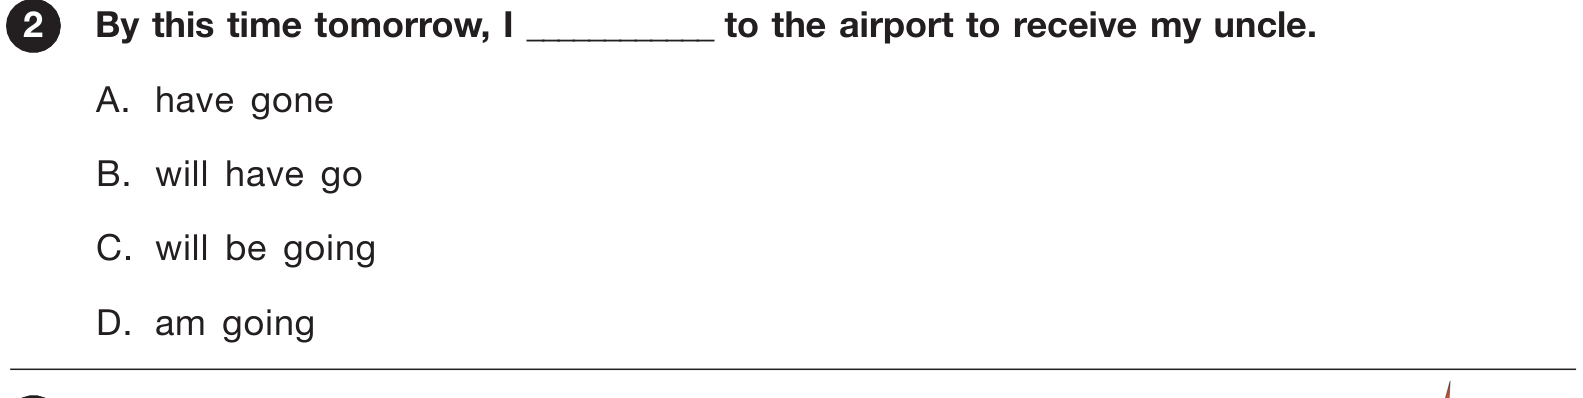 2 By this time tomorrow, I ____________ to the airport to receive my uncle.
A. have gone
B. will have go
C. will be going
D. am going